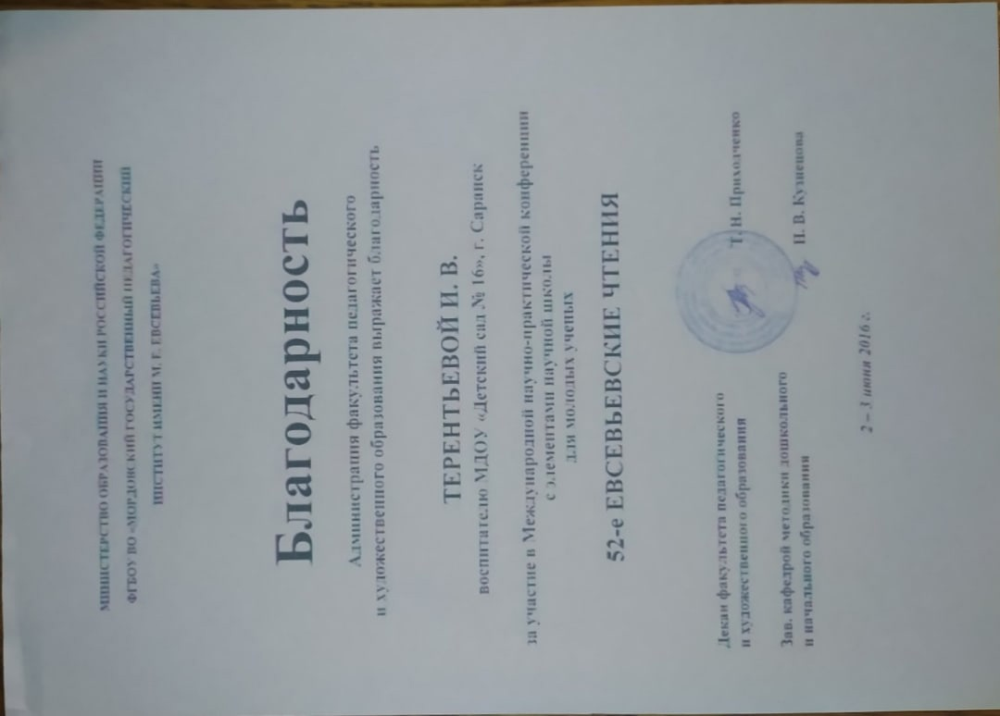 МИНИСТЕРСТВО ОБРАЗОВАНИЯ И НАУКИ РОССИЙСКОЙ ФЕДЕРАЦИИ
ФГБОУ ВО «МОРДОВСКИЙ ГОСУДАРСТВЕННЫЙ ПЕДАГОГИЧЕСКИЙ
ИНСТИТУТ ИМЕНИ М. Е. ЕВСЕВЬЕВА»
Благодарность
Администрация факультета педагогического
и художественного образования выражает благодарность
ТЕРЕНТЬЕВОЙ И. В.
воспитателю МДОУ «Детский сад № 16», г. Саранск
за участие в Международной научно-практической конференции
с элементами научной школы
для молодых ученых
52-е ЕВСЕВЬЕВСКИЕ ЧТЕНИЯ
Декан факультета педагогического
и художественного образования Т. Н. Приходченко
Зав. кафедрой методики дошкольного
и начального образования Н. В. Кузнецова
2 – 3 июня 2016 г.